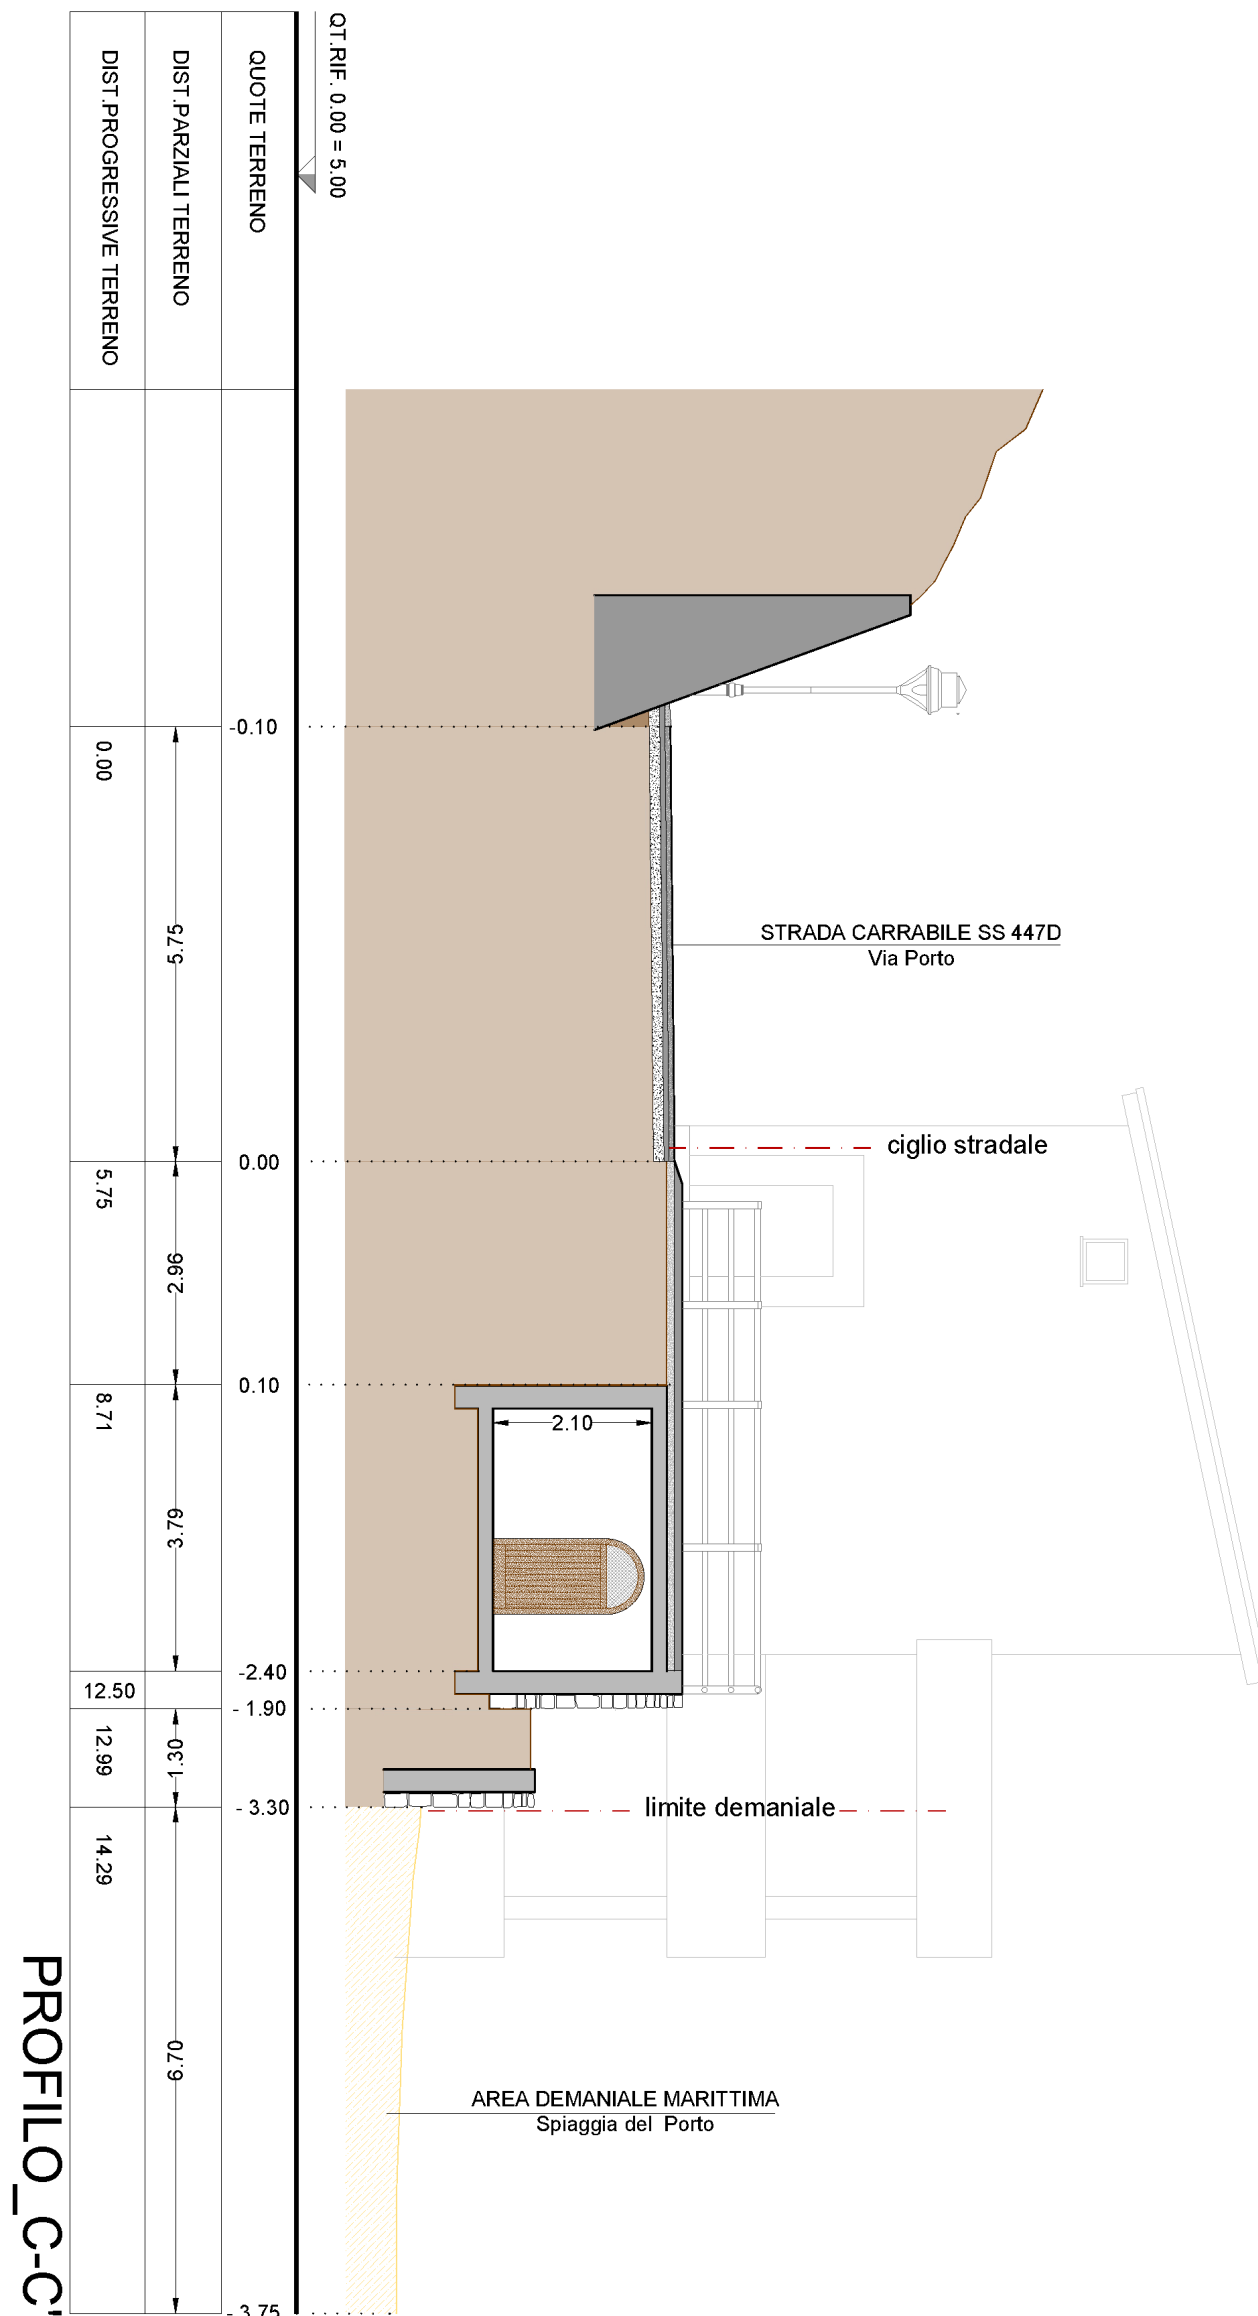 QT.RIF. 0.00 = 5.00
QUOTE TERRENO
DIST.PARZIALI TERRENO
DIST.PROGRESSIVE TERRENO
-0.10
0.00
0.10
-2.40
- 1.90
- 3.30
- 3.75
5.75
2.96
3.79
1.30
6.70
0.00
5.75
8.71
12.50
12.99
14.29
2.10
STRADA CARRABILE SS 447D
Via Porto
ciglio stradale
limite demaniale
AREA DEMANIALE MARITTIMA
Spiaggia del Porto
PROFILO_C-C'